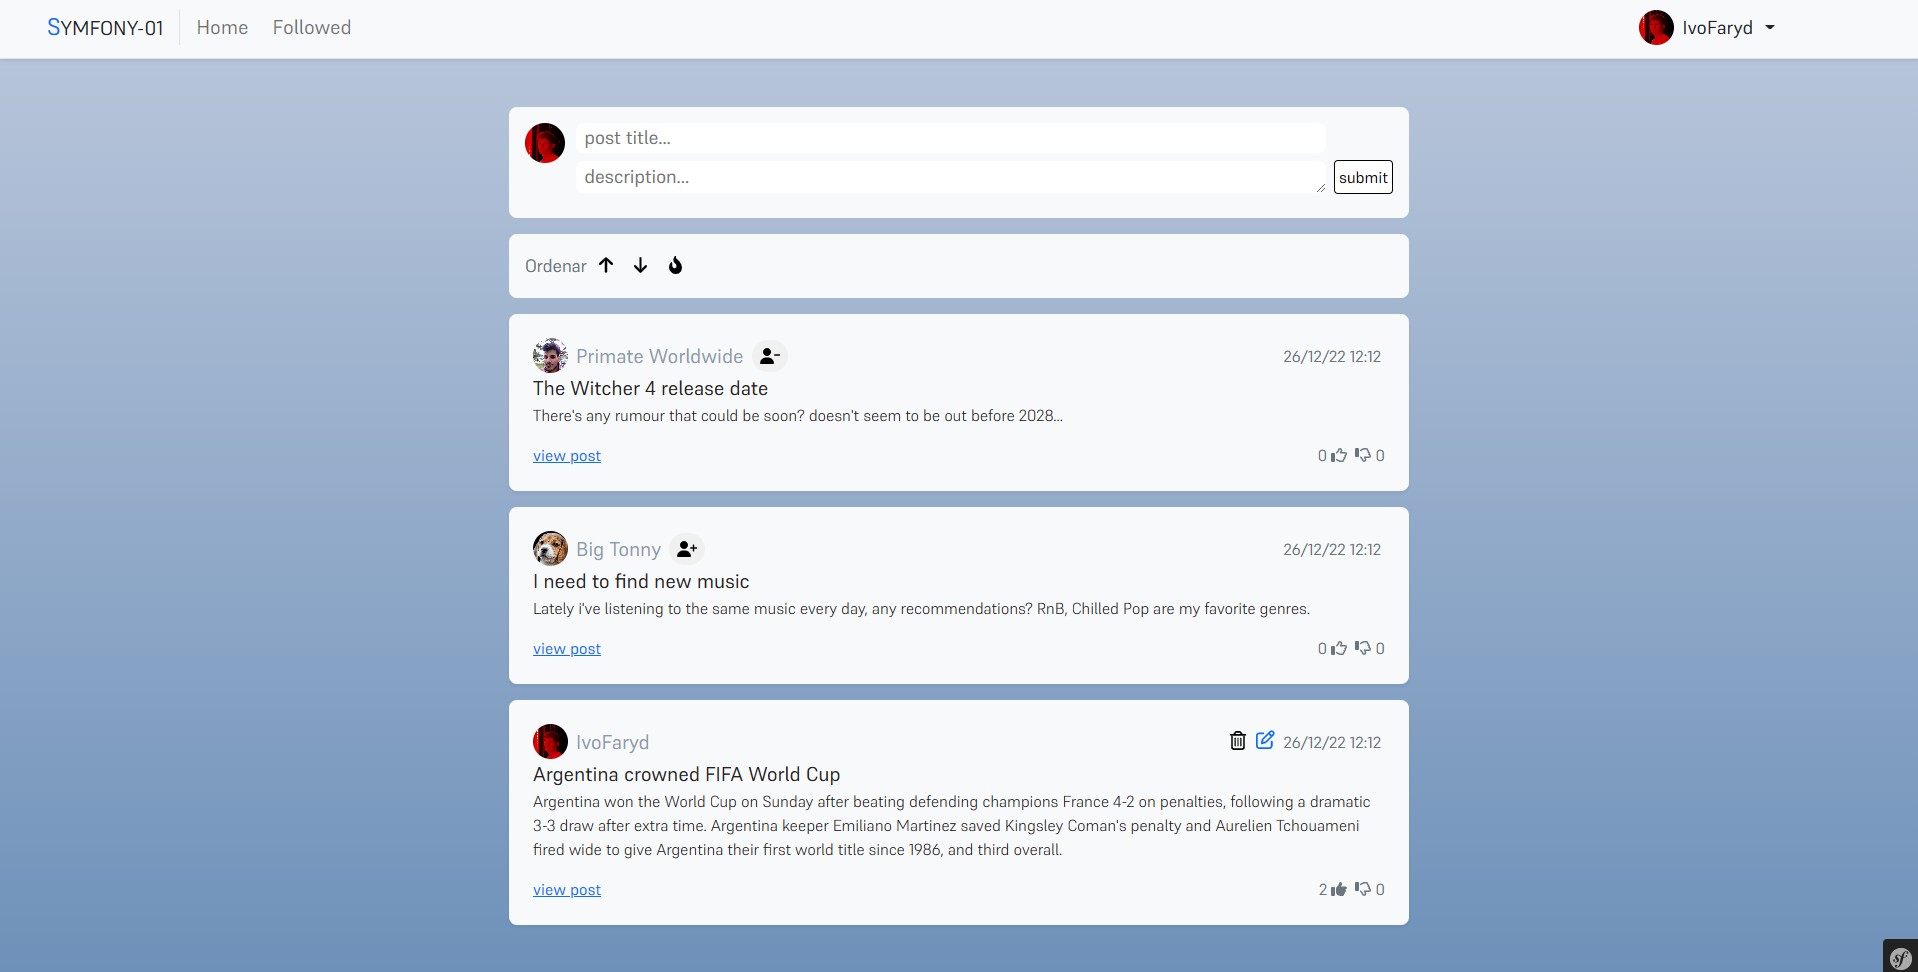 SYMFONY-01
Home
Followed
IvoFaryd
post title...
description...
submit
Ordenar
Primate Worldwide
26/12/22 12:12
The Witcher 4 release date
There's any rumour that could be soon? doesn't seem to be out before 2028...
view post
0
0
Big Tonny
26/12/22 12:12
I need to find new music
Lately i've listening to the same music every day, any recommendations? RnB, Chilled Pop are my favorite genres.
view post
0
0
IvoFaryd
26/12/22 12:12
Argentina crowned FIFA World Cup
Argentina won the World Cup on Sunday after beating defending champions France 4-2 on penalties, following a dramatic
3-3 draw after extra time. Argentina keeper Emiliano Martinez saved Kingsley Coman's penalty and Aurelien Tchouameni
fired wide to give Argentina their first world title since 1986, and third overall.
view post
2
0
sf